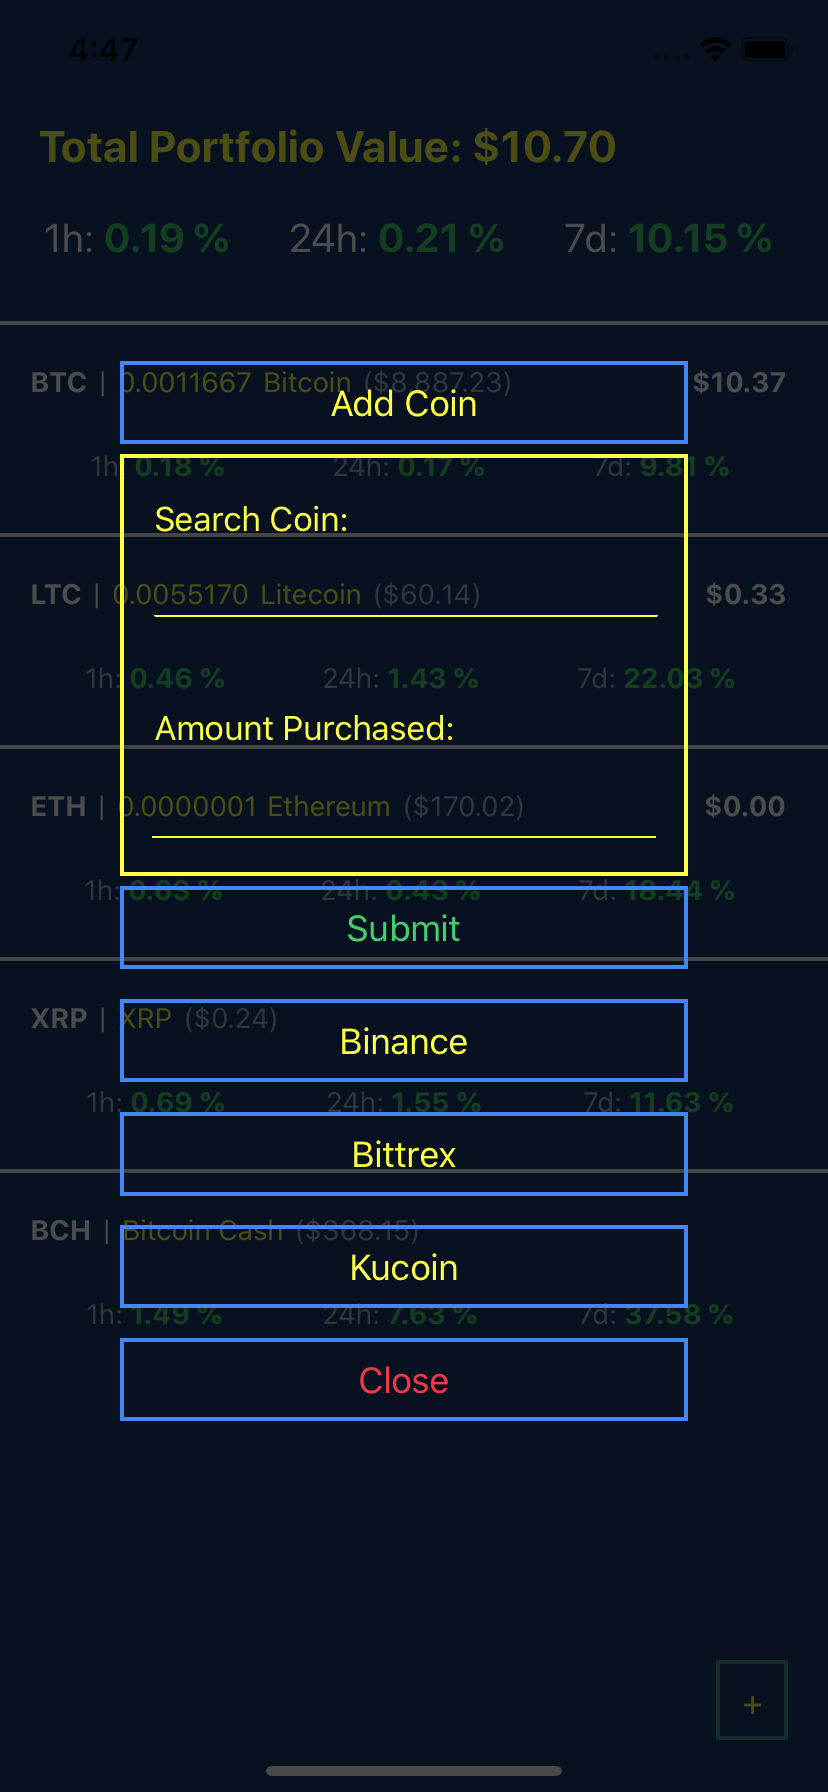 4:47
Total Portfolio Value: $10.70
1h: 0.19 % 24h: 0.21 % 7d: 10.15 %
BTC | 0.0011667 Bitcoin ($8,887.23) $10.37
Add Coin
1h: 0.18 % 24h: 0.17 % 7d: 9.81 %
Search Coin:
LTC | 0.0055170 Litecoin ($60.14) $0.33
1h: 0.46 % 24h: 1.43 % 7d: 22.03 %
Amount Purchased:
ETH | 0.0000001 Ethereum ($170.02) $0.00
1h: 0.63 % 24h: 0.43 % 7d: 18.44 %
Submit
XRP | XRP ($0.24)
Binance
1h: 0.69 % 24h: 1.55 % 7d: 11.63 %
Bittrex
BCH | Bitcoin Cash ($368.15)
Kucoin
1h: 1.49 % 24h: 7.63 % 7d: 37.58 %
Close
+